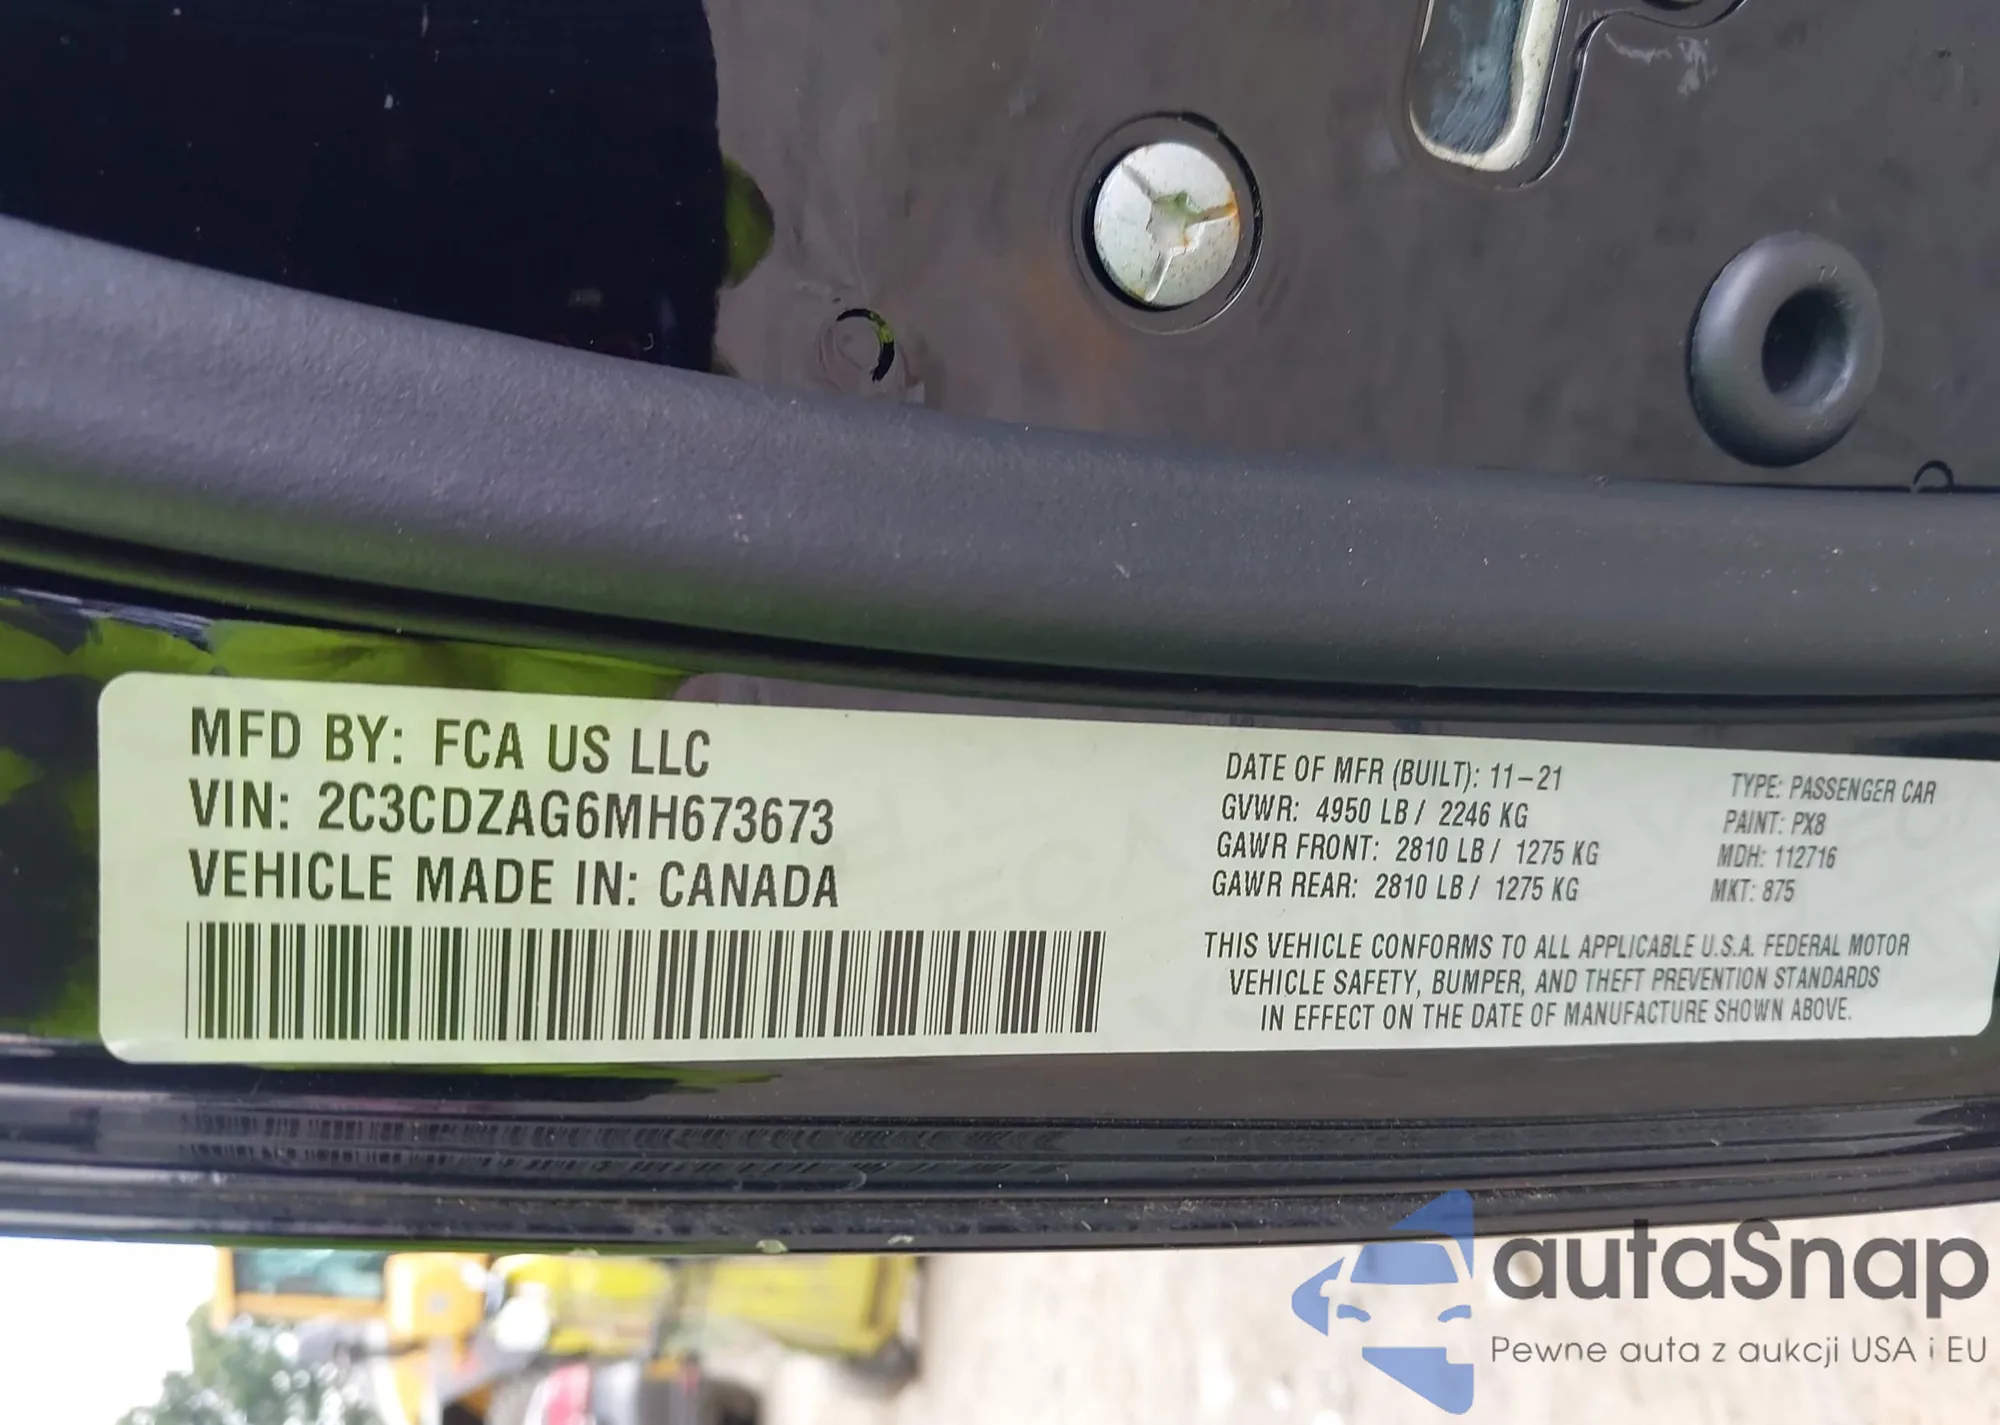 MFD BY: FCA US LLC
VIN: 2C3CDZAG6MH673673
VEHICLE MADE IN: CANADA
DATE OF MFR (BUILT): 11-21
GVWR: 4950 LB / 2246 KG
GAWR FRONT: 2810 LB / 1275 KG
GAWR REAR: 2810 LB / 1275 KG
TYPE: PASSENGER CAR
PAINT: PX8
MDH: 112716
MKT: 875
THIS VEHICLE CONFORMS TO ALL APPLICABLE U.S.A. FEDERAL MOTOR
VEHICLE SAFETY, BUMPER, AND THEFT PREVENTION STANDARDS
IN EFFECT ON THE DATE OF MANUFACTURE SHOWN ABOVE.
autaSnap
Pewne auta z aukcji USA i EU